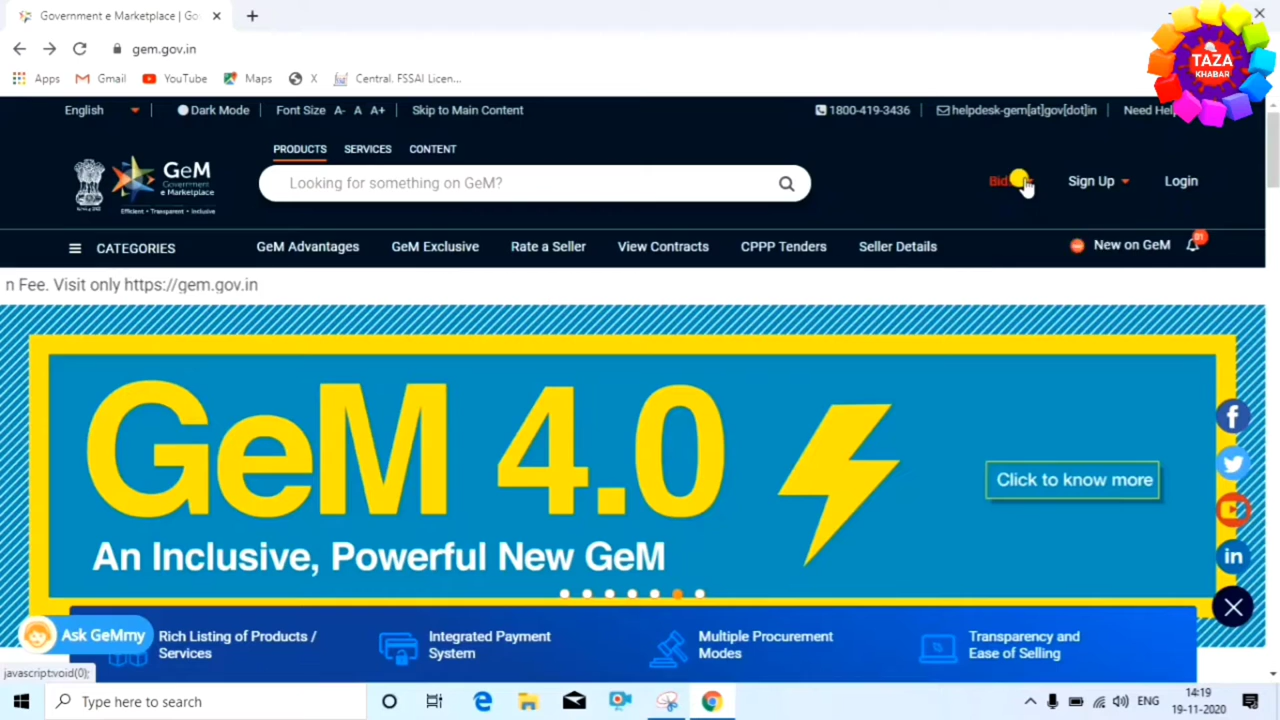 Government e Marketplace | Go
gem.gov.in
TAZA
KHABAR
Apps
Gmail
YouTube
Maps
X
Central. FSSAI Licen...
English
Dark Mode
Font Size A- A A+
Skip to Main Content
1800-419-3436
helpdesk-gem[at]gov[dot]in
Need Hel
PRODUCTS SERVICES CONTENT
GeM
Government
e Marketplace
Efficient • Transparent • Inclusive
Looking for something on GeM?
Bid
Sign Up
Login
CATEGORIES
GeM Advantages
GeM Exclusive
Rate a Seller
View Contracts
CPPP Tenders
Seller Details
New on GeM
n Fee. Visit only https://gem.gov.in
GeM 4.0
Click to know more
An Inclusive, Powerful New GeM
Ask GeMmy
Rich Listing of Products /
Services
Integrated Payment
System
Multiple Procurement
Modes
Transparency and
Ease of Selling
javascript:void(0);
Type here to search
ENG
14:19
19-11-2020